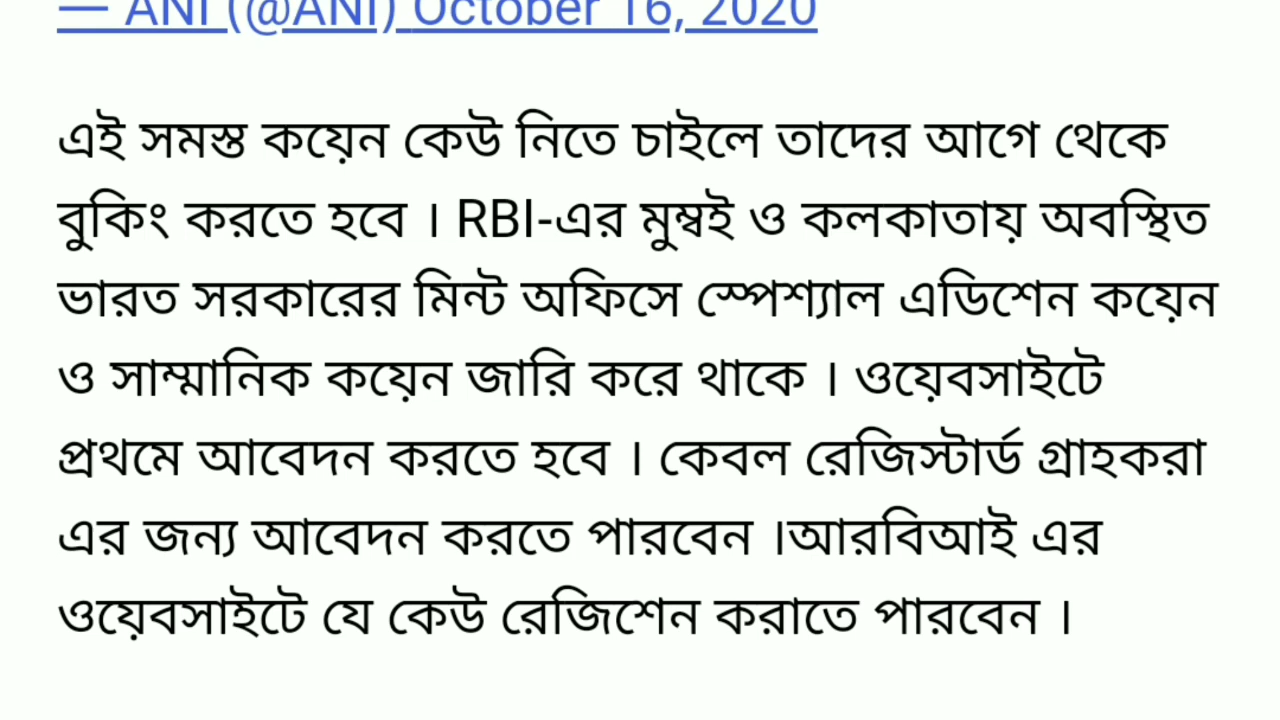 — ANI (@ANI) October 16, 2020
এই সমস্ত কয়েন কেউ নিতে চাইলে তাদের আগে থেকে
বুকিং করতে হবে । RBI-এর মুম্বই ও কলকাতায় অবস্থিত
ভারত সরকারের মিন্ট অফিসে স্পেশ্যাল এডিশেন কয়েন
ও সাম্মানিক কয়েন জারি করে থাকে । ওয়েবসাইটে
প্রথমে আবেদন করতে হবে । কেবল রেজিস্টার্ড গ্রাহকরা
এর জন্য আবেদন করতে পারবেন ।আরবিআই এর
ওয়েবসাইটে যে কেউ রেজিশেন করাতে পারবেন ।